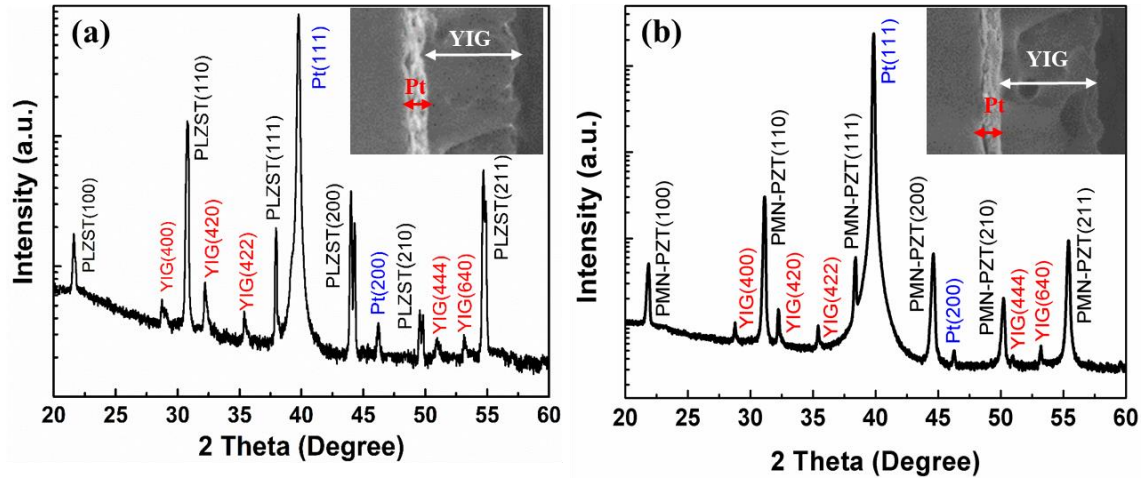 (a)
Intensity (a.u.)
PLZST(100)
YIG(400)
PLZST(110)
YIG(420)
YIG(422)
PLZST(111)
Pt(111)
PLZST(200)
Pt(200)
PLZST(210)
YIG(444)
YIG(640)
PLZST(211)
YIG
Pt
20 25 30 35 40 45 50 55 60
2 Theta (Degree)
(b)
Intensity (a.u.)
PMN-PZT(100)
YIG(400)
PMN-PZT(110)
YIG(420)
YIG(422)
PMN-PZT(111)
Pt(111)
PMN-PZT(200)
Pt(200)
PMN-PZT(210)
YIG(444)
YIG(640)
PMN-PZT(211)
YIG
Pt
20 25 30 35 40 45 50 55 60
2 Theta (Degree)